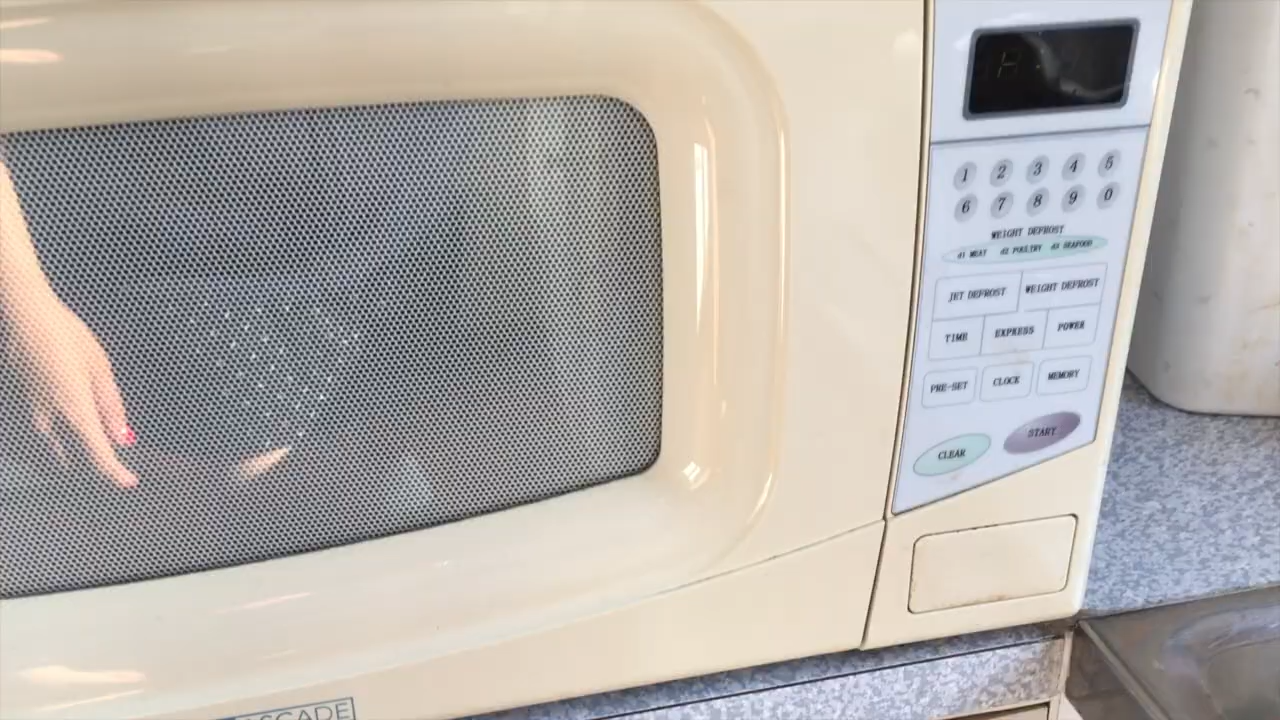 1 2 3 4 5
6 7 8 9 0
WEIGHT DEFROST
d1 MEAT d2 POULTRY d3 SEAFOOD
JET DEFROST WEIGHT DEFROST
TIME EXPRESS POWER
PRE-SET CLOCK MEMORY
CLEAR START